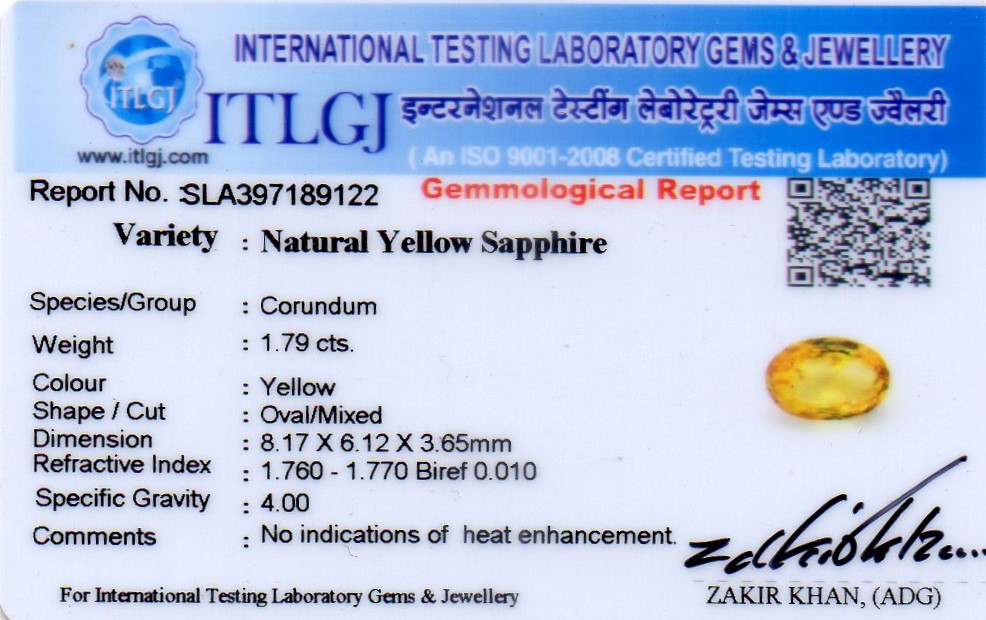 INTERNATIONAL TESTING LABORATORY GEMS & JEWELLERY
ITLGJ
ITLGJ इन्टरनेशनल टेस्टींग लेबोरेट्री जेम्स एण्ड ज्वैलरी
www.itlgj.com
(An ISO 9001-2008 Certified Testing Laboratory)
Report No. SLA397189122
Gemmological Report
Variety : Natural Yellow Sapphire
Species/Group : Corundum
Weight : 1.79 cts.
Colour : Yellow
Shape / Cut : Oval/Mixed
Dimension : 8.17 X 6.12 X 3.65mm
Refractive Index : 1.760 - 1.770 Biref 0.010
Specific Gravity : 4.00
Comments : No indications of heat enhancement.
For International Testing Laboratory Gems & Jewellery
ZAKIR KHAN, (ADG)